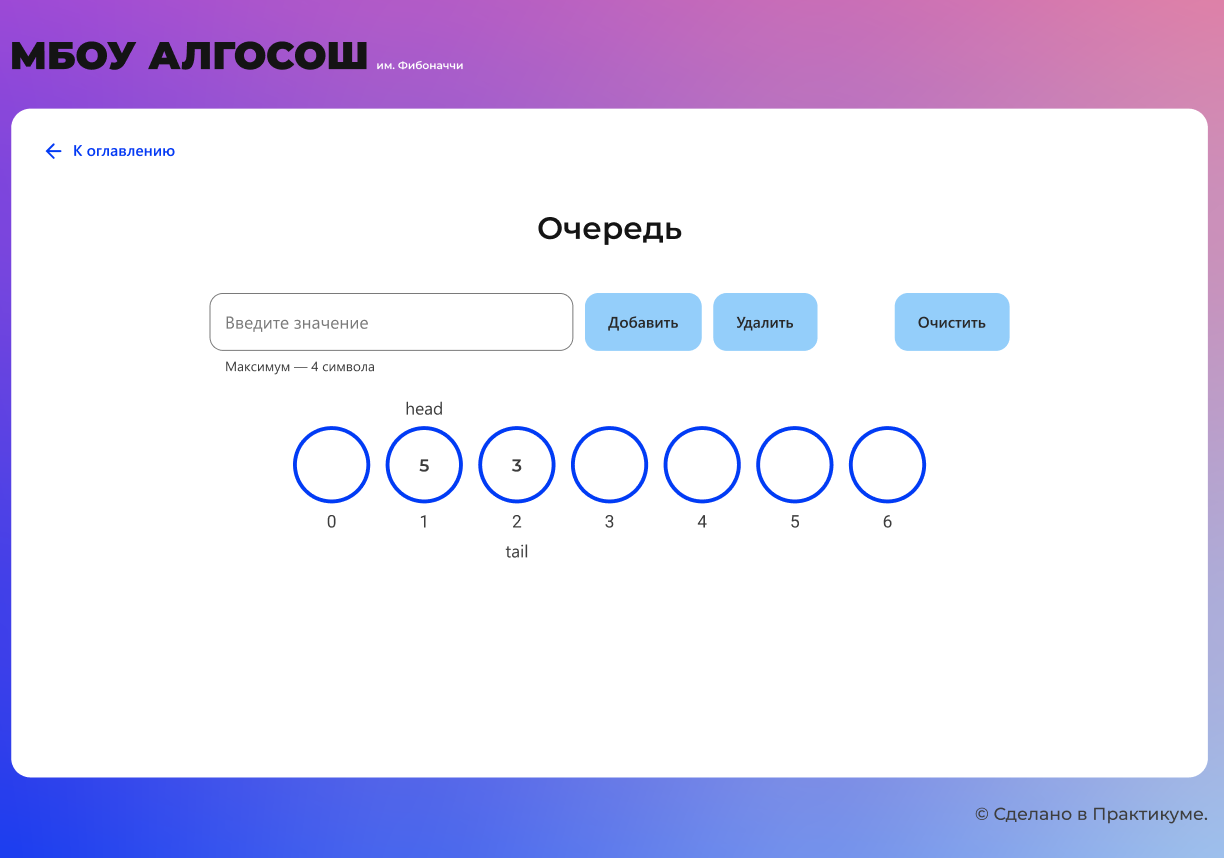 МБОУ АЛГОСОШ им. Фибоначчи
К оглавлению
Очередь
Введите значение Добавить Удалить Очистить
Максимум — 4 символа
head
5 3
0 1 2 3 4 5 6
tail
© Сделано в Практикуме.